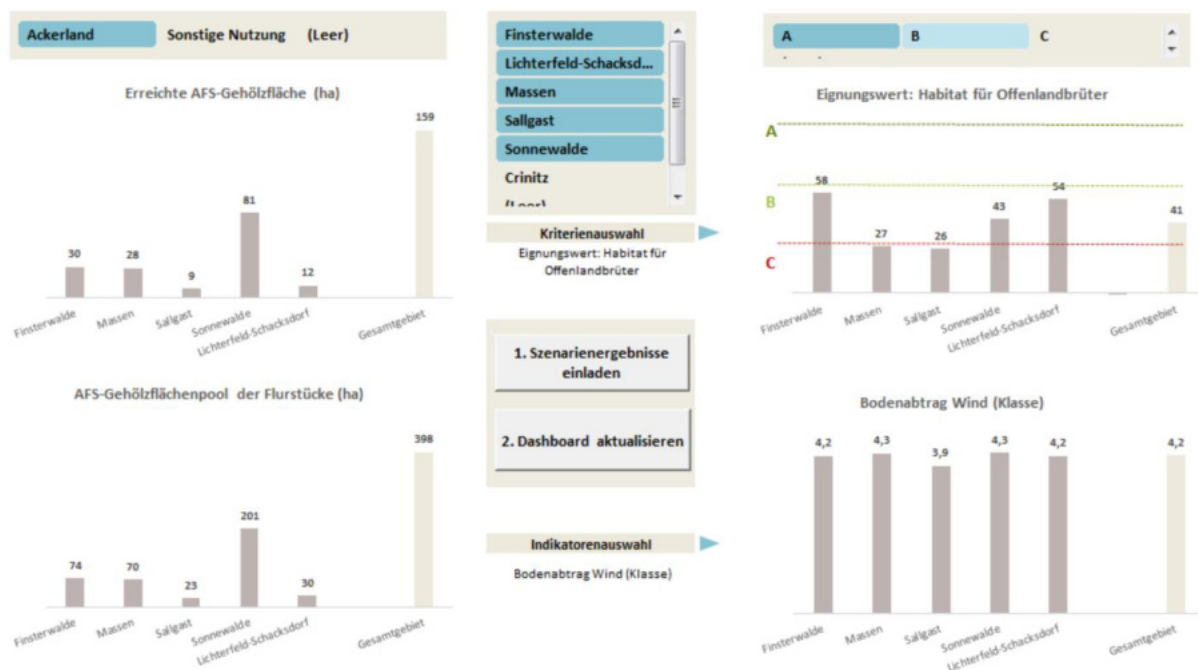 Ackerland Sonstige Nutzung (Leer)
Erreichte AFS-Gehölzfläche (ha)
159
81
30
28
9
12
Finsterwalde
Massen
Sallgast
Sonnewalde
Lichterfeld-Schacksdorf
Gesamtgebiet
AFS-Gehölzflächenpool der Flurstücke (ha)
398
201
74
70
23
30
Finsterwalde
Massen
Sallgast
Sonnewalde
Lichterfeld-Schacksdorf
Gesamtgebiet
Finsterwalde
Lichterfeld-Schacksd...
Massen
Sallgast
Sonnewalde
Crinitz
(Leer)
Kriterienauswahl
Eignungswert: Habitat für
Offenlandbrüter
1. Szenarienergebnisse
einladen
2. Dashboard aktualisieren
Indikatorenauswahl
Bodenabtrag Wind (Klasse)
A B C
Eignungswert: Habitat für Offenlandbrüter
A
B
C
58
27
26
43
54
41
Finsterwalde
Massen
Sallgast
Sonnewalde
Lichterfeld-Schacksdorf
Gesamtgebiet
Bodenabtrag Wind (Klasse)
4,2
4,3
3,9
4,3
4,2
4,2
Finsterwalde
Massen
Sallgast
Sonnewalde
Lichterfeld-Schacksdorf
Gesamtgebiet